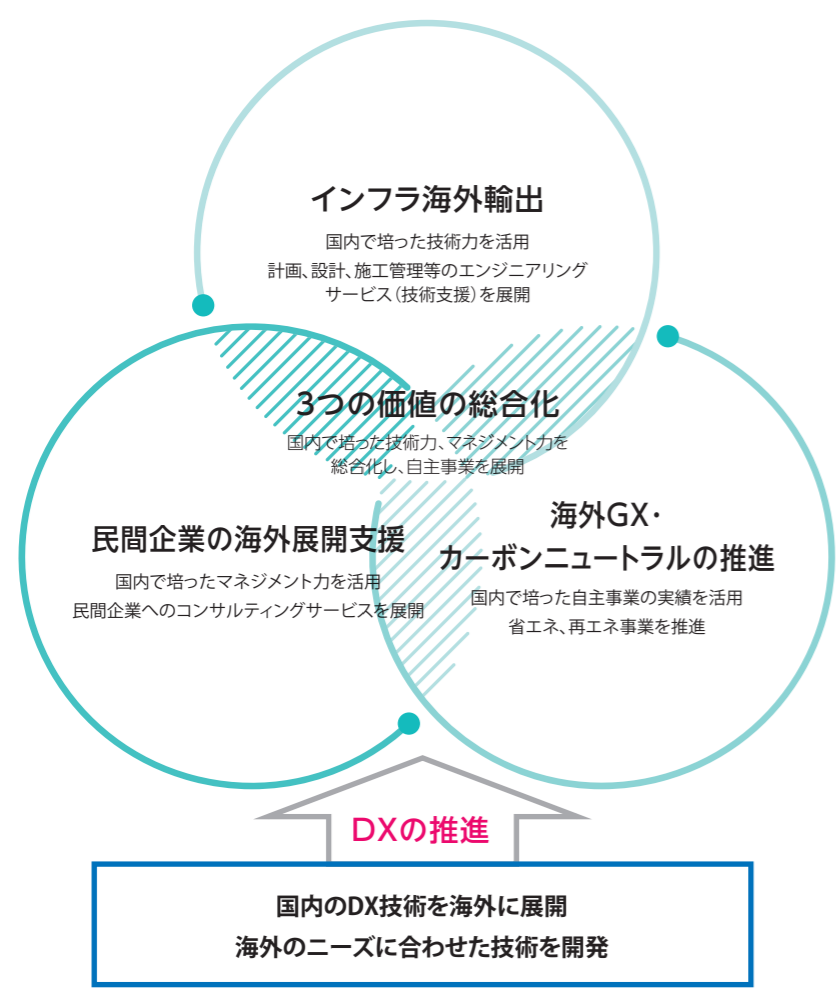 インフラ海外輸出
国内で培った技術力を活用
計画、設計、施工管理等のエンジニアリング
サービス（技術支援）を展開
3つの価値の総合化
国内で培った技術力、マネジメント力を
総合化し、自主事業を展開
民間企業の海外展開支援
国内で培ったマネジメント力を活用
民間企業へのコンサルティングサービスを展開
海外GX・
カーボンニュートラルの推進
国内で培った自主事業の実績を活用
省エネ、再エネ事業を推進
DXの推進
国内のDX技術を海外に展開
海外のニーズに合わせた技術を開発